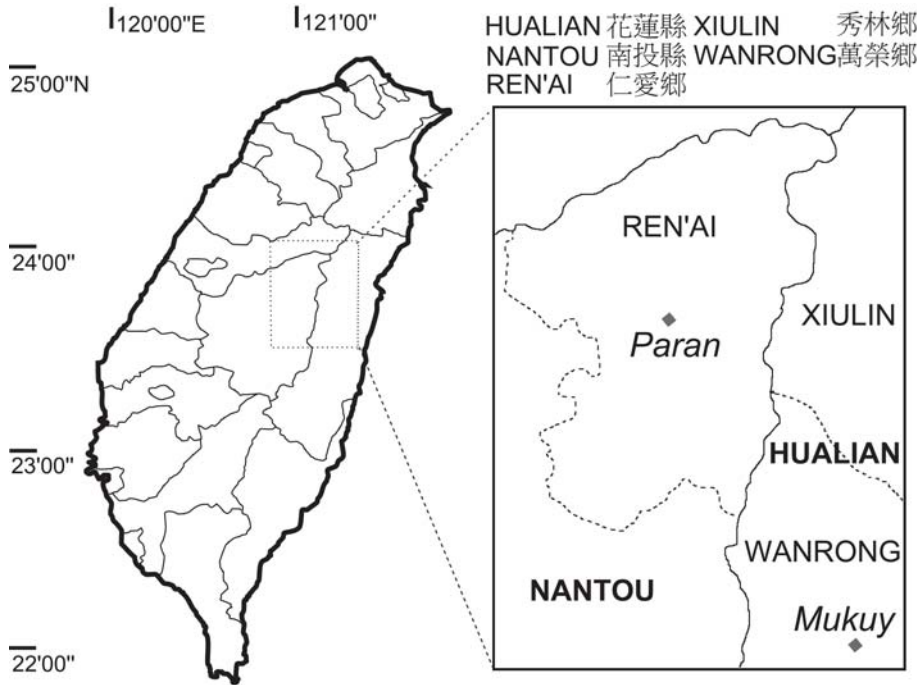 120'00"E
121'00"
25'00"N
24'00"
23'00"
22'00"
HUALIAN 花蓮縣 XIULIN 秀林鄉
NANTOU 南投縣 WANRONG 萬榮鄉
REN'AI 仁愛鄉
REN'AI
XIULIN
Paran
HUALIAN
WANRONG
NANTOU
Mukuy